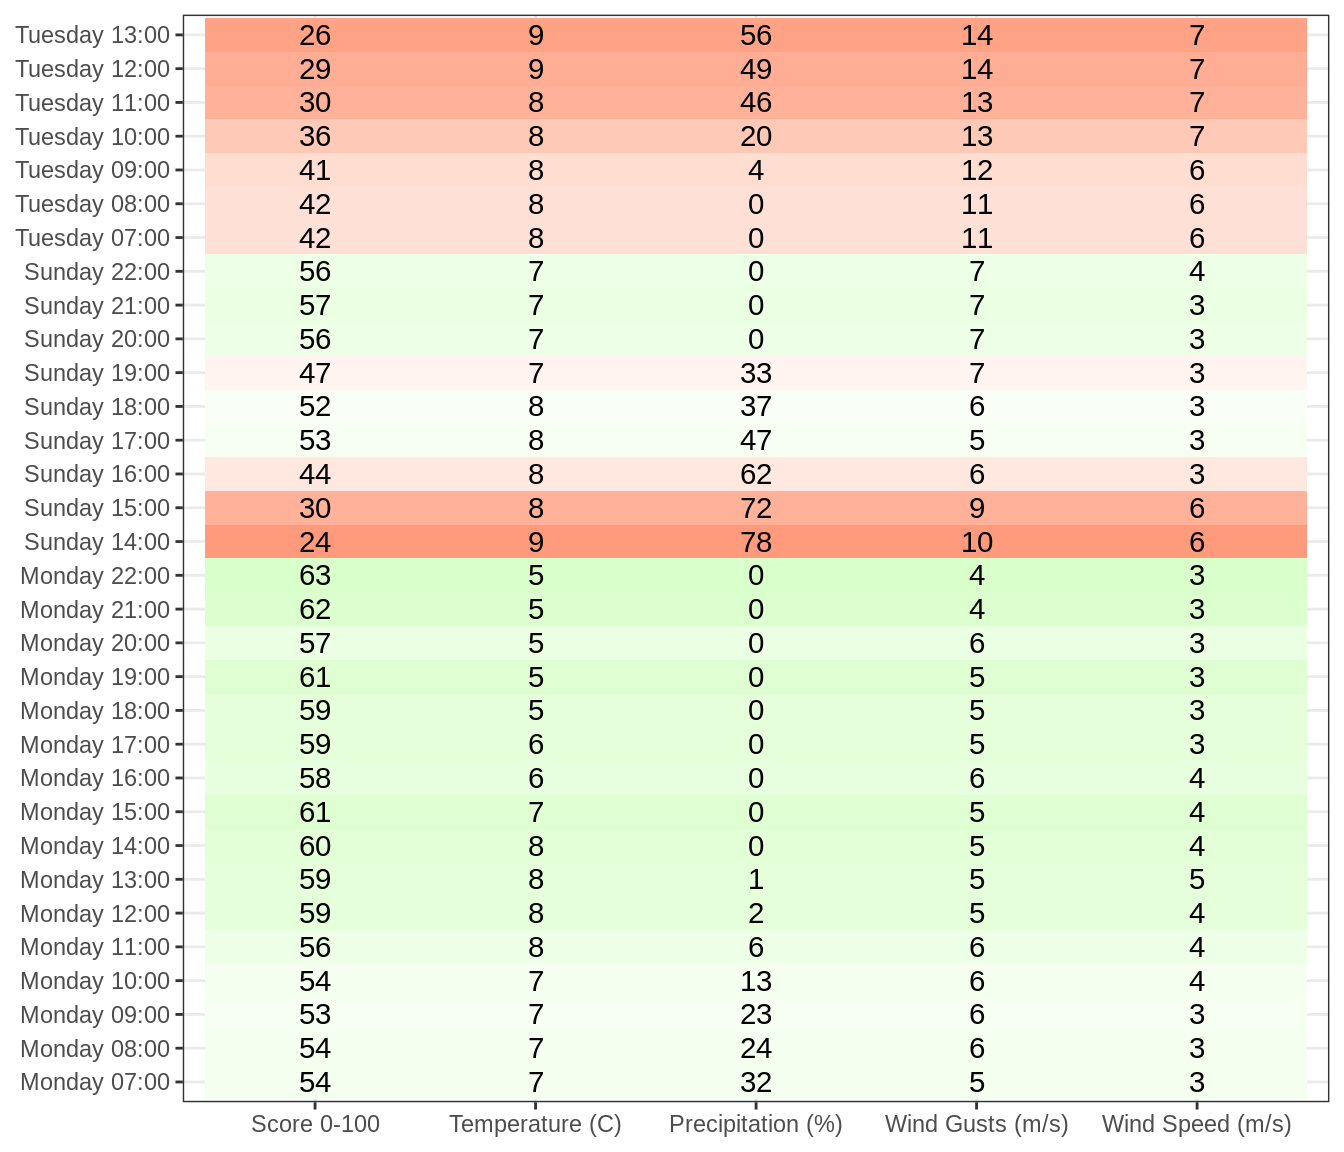 Tuesday 13:00 26 9 56 14 7
Tuesday 12:00 29 9 49 14 7
Tuesday 11:00 30 8 46 13 7
Tuesday 10:00 36 8 20 13 7
Tuesday 09:00 41 8 4 12 6
Tuesday 08:00 42 8 0 11 6
Tuesday 07:00 42 8 0 11 6
Sunday 22:00 56 7 0 7 4
Sunday 21:00 57 7 0 7 3
Sunday 20:00 56 7 0 7 3
Sunday 19:00 47 7 33 7 3
Sunday 18:00 52 8 37 6 3
Sunday 17:00 53 8 47 5 3
Sunday 16:00 44 8 62 6 3
Sunday 15:00 30 8 72 9 6
Sunday 14:00 24 9 78 10 6
Monday 22:00 63 5 0 4 3
Monday 21:00 62 5 0 4 3
Monday 20:00 57 5 0 6 3
Monday 19:00 61 5 0 5 3
Monday 18:00 59 5 0 5 3
Monday 17:00 59 6 0 5 3
Monday 16:00 58 6 0 6 4
Monday 15:00 61 7 0 5 4
Monday 14:00 60 8 0 5 4
Monday 13:00 59 8 1 5 5
Monday 12:00 59 8 2 5 4
Monday 11:00 56 8 6 6 4
Monday 10:00 54 7 13 6 4
Monday 09:00 53 7 23 6 3
Monday 08:00 54 7 24 6 3
Monday 07:00 54 7 32 5 3
Score 0-100 Temperature (C) Precipitation (%) Wind Gusts (m/s) Wind Speed (m/s)